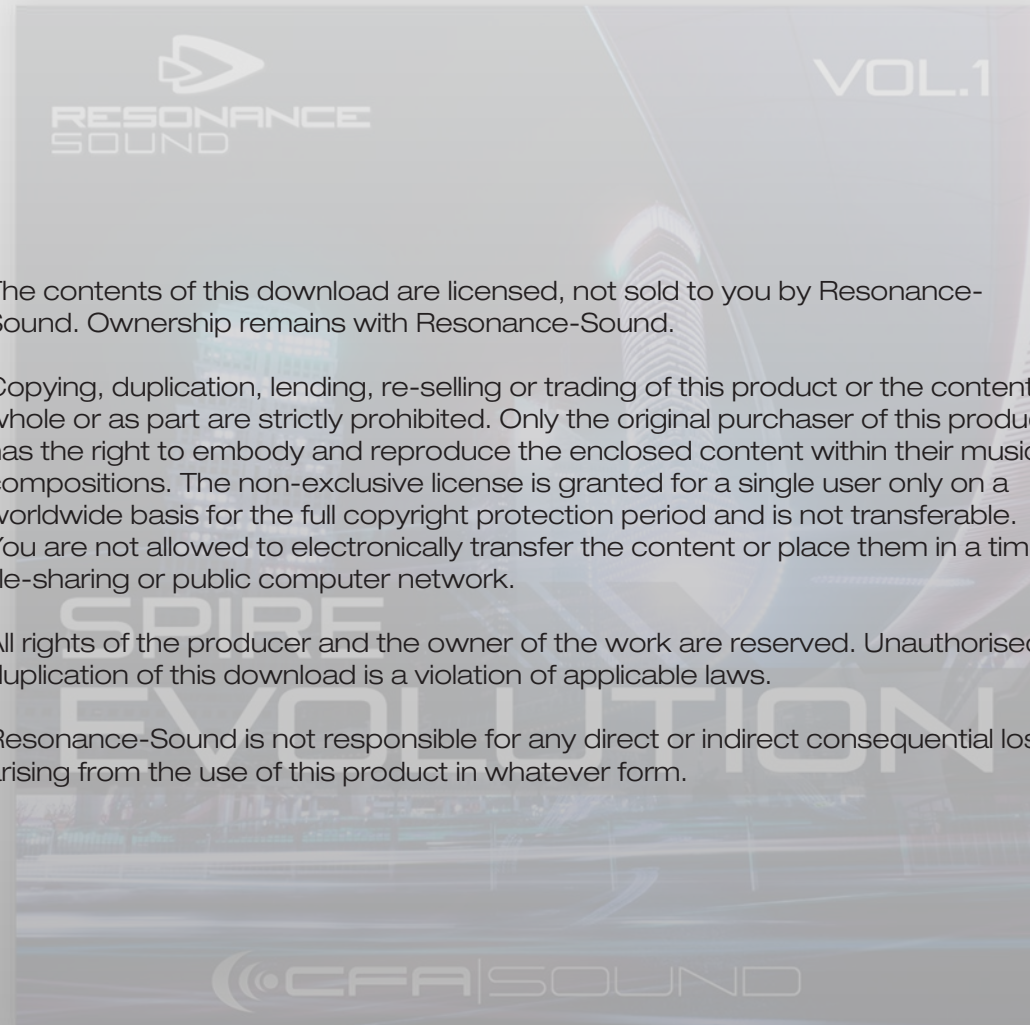 RESONANCE
SOUND
VOL.1
The contents of this download are licensed, not sold to you by Resonance-
Sound. Ownership remains with Resonance-Sound.
Copying, duplication, lending, re-selling or trading of this product or the content
whole or as part are strictly prohibited. Only the original purchaser of this produc
has the right to embody and reproduce the enclosed content within their music
compositions. The non-exclusive license is granted for a single user only on a
worldwide basis for the full copyright protection period and is not transferable.
You are not allowed to electronically transfer the content or place them in a tim
le-sharing or public computer network.
All rights of the producer and the owner of the work are reserved. Unauthorised
duplication of this download is a violation of applicable laws.
Resonance-Sound is not responsible for any direct or indirect consequential los
arising from the use of this product in whatever form.
SPIRE
EVOLUTION
CFA|SOUND